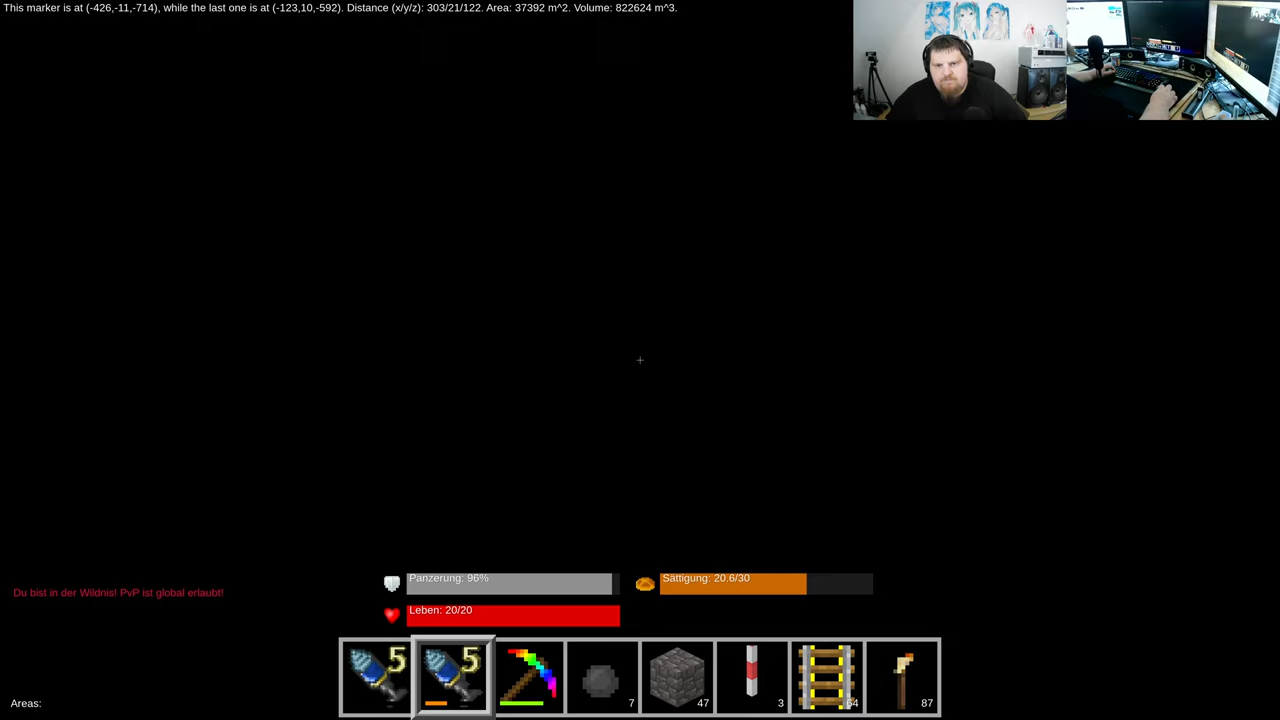 This marker is at (-426,-11,-714), while the last one is at (-123,10,-592). Distance (x/y/z): 303/21/122. Area: 37392 m^2. Volume: 822624 m^3.
Panzerung: 96%
Sättigung: 20.6/30
Du bist in der Wildnis! PvP ist global erlaubt!
Leben: 20/20
5
5
7
47
3
64
87
Areas: